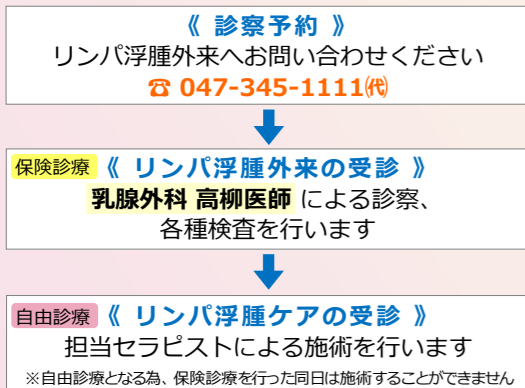 《 診察予約 》
リンパ浮腫外来へお問い合わせください
☎ 047-345-1111㈹
保険診療 《 リンパ浮腫外来の受診 》
乳腺外科 高柳医師 による診察、
各種検査を行います
自由診療 《 リンパ浮腫ケアの受診 》
担当セラピストによる施術を行います
※自由診療となる為、保険診療を行った同日は施術することができません